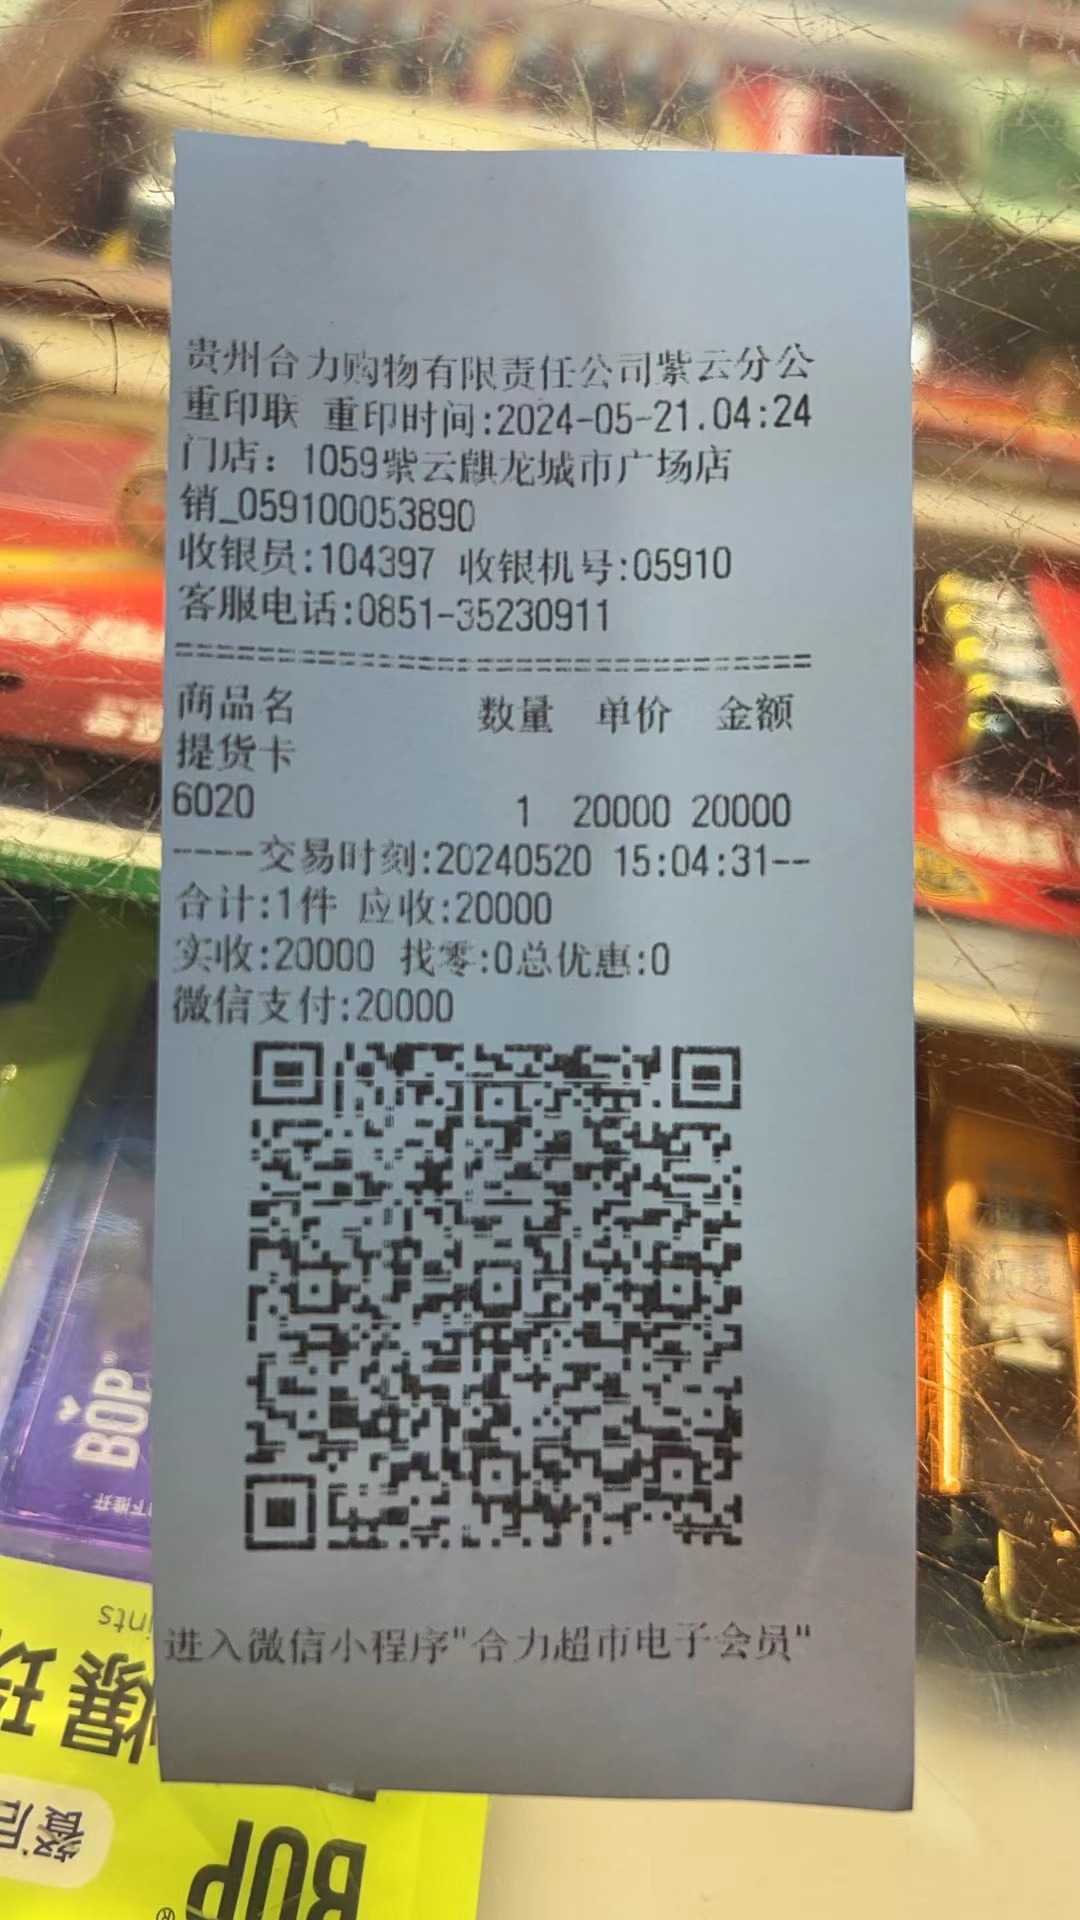 贵州合力购物有限责任公司紫云分公
重印联 重印时间:2024-05-21.04:24
门店：1059紫云麒龙城市广场店
销_059100053890
收银员:104397 收银机号:05910
客服电话:0851-35230911
================================
商品名 数量 单价 金额
提货卡
6020 1 20000 20000
----交易时刻:20240520 15:04:31--
合计:1件 应收:20000
实收:20000 找零:0总优惠:0
微信支付:20000
进入微信小程序"合力超市电子会员"
BOP®
下推开
爆
BOP®